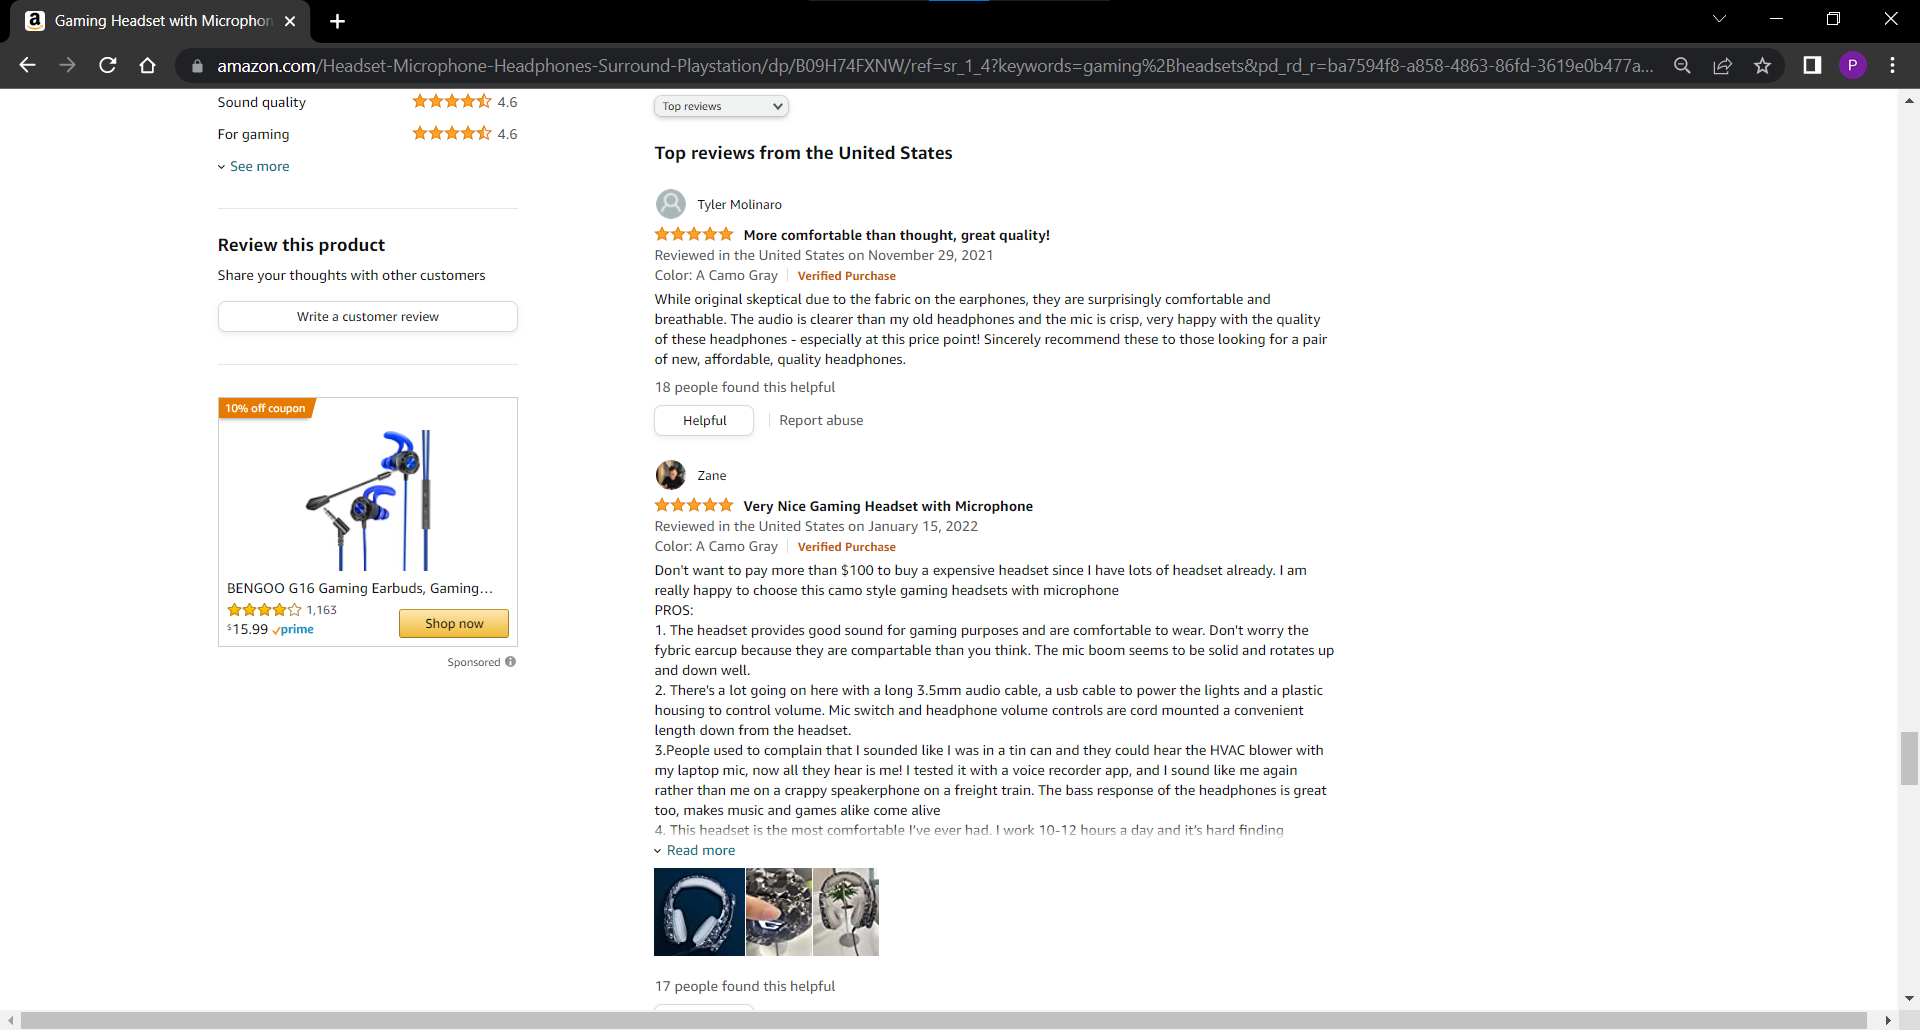 Gaming Headset with Microphon
amazon.com/Headset-Microphone-Headphones-Surround-Playstation/dp/B09H74FXNW/ref=sr_1_4?keywords=gaming%2Bheadsets&pd_rd_r=ba7594f8-a858-4863-86fd-3619e0b477a...
P
Sound quality 4.6
For gaming 4.6
See more
Review this product
Share your thoughts with other customers
Write a customer review
10% off coupon
BENGOO G16 Gaming Earbuds, Gaming...
1,163
$15.99 prime
Shop now
Sponsored
Top reviews
Top reviews from the United States
Tyler Molinaro
More comfortable than thought, great quality!
Reviewed in the United States on November 29, 2021
Color: A Camo Gray Verified Purchase
While original skeptical due to the fabric on the earphones, they are surprisingly comfortable and
breathable. The audio is clearer than my old headphones and the mic is crisp, very happy with the quality
of these headphones - especially at this price point! Sincerely recommend these to those looking for a pair
of new, affordable, quality headphones.
18 people found this helpful
Helpful Report abuse
Zane
Very Nice Gaming Headset with Microphone
Reviewed in the United States on January 15, 2022
Color: A Camo Gray Verified Purchase
Don't want to pay more than $100 to buy a expensive headset since I have lots of headset already. I am
really happy to choose this camo style gaming headsets with microphone
PROS:
1. The headset provides good sound for gaming purposes and are comfortable to wear. Don't worry the
fybric earcup because they are compartable than you think. The mic boom seems to be solid and rotates up
and down well.
2. There's a lot going on here with a long 3.5mm audio cable, a usb cable to power the lights and a plastic
housing to control volume. Mic switch and headphone volume controls are cord mounted a convenient
length down from the headset.
3.People used to complain that I sounded like I was in a tin can and they could hear the HVAC blower with
my laptop mic, now all they hear is me! I tested it with a voice recorder app, and I sound like me again
rather than me on a crappy speakerphone on a freight train. The bass response of the headphones is great
too, makes music and games alike come alive
4. This headset is the most comfortable I've ever had. I work 10-12 hours a day and it's hard finding
Read more
17 people found this helpful